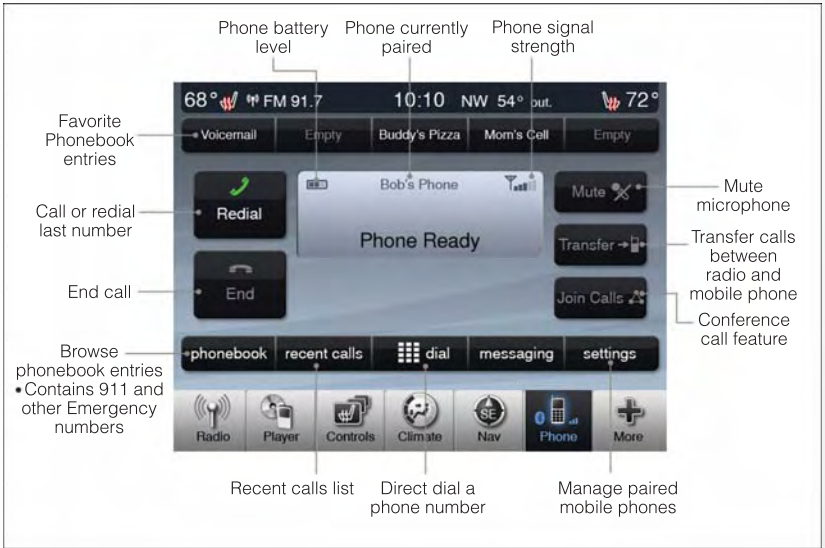 Phone battery
level
Phone currently
paired
Phone signal
strength
68° FM 91.7 10:10 NW 54° out. 72°
Favorite
Phonebook
entries
Voicemail Empty Buddy's Pizza Mom's Cell Empty
Call or redial
last number
Redial
Bob's Phone
Phone Ready
Mute
Mute
microphone
Transfer
Transfer calls
between
radio and
mobile phone
End call
End
Join Calls
Conference
call feature
Browse
phonebook entries
•Contains 911 and
other Emergency
numbers
phonebook recent calls dial messaging settings
SE
Radio Player Controls Climate Nav Phone More
Recent calls list
Direct dial a
phone number
Manage paired
mobile phones